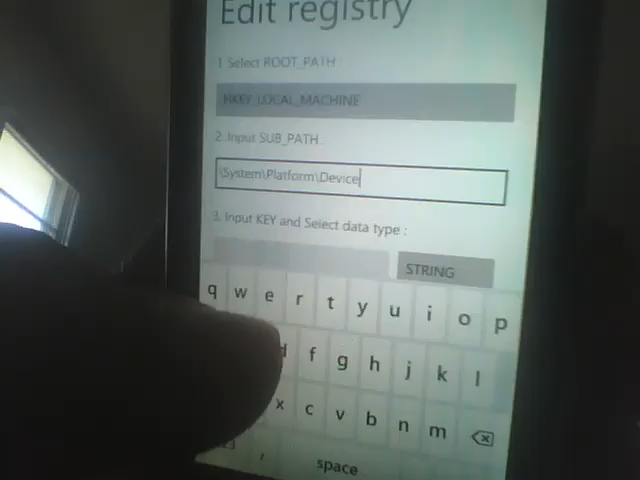 Edit registry
1 Select ROOT_PATH
HKEY_LOCAL_MACHINE
2. Input SUB_PATH
\System\Platform\Device
3. Input KEY and Select data type :
STRING
q w e r t y u i o p
d f g h j k l
x c v b n m
, space